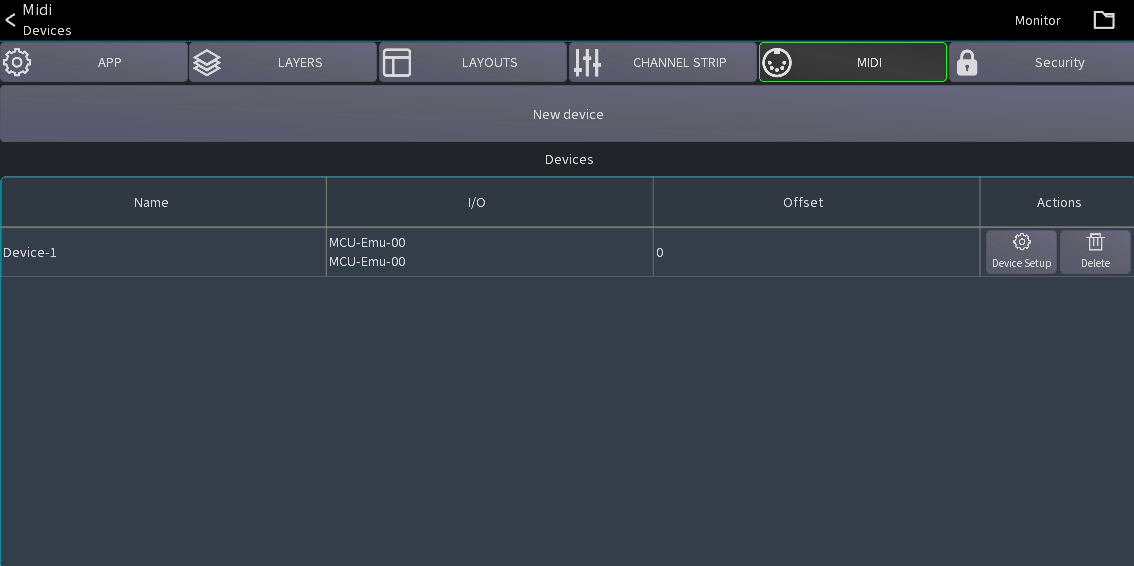 Midi
Devices
Monitor
APP
LAYERS
LAYOUTS
CHANNEL STRIP
MIDI
Security
New device
Devices
Name
I/O
Offset
Actions
Device-1
MCU-Emu-00
MCU-Emu-00
0
Device Setup
Delete